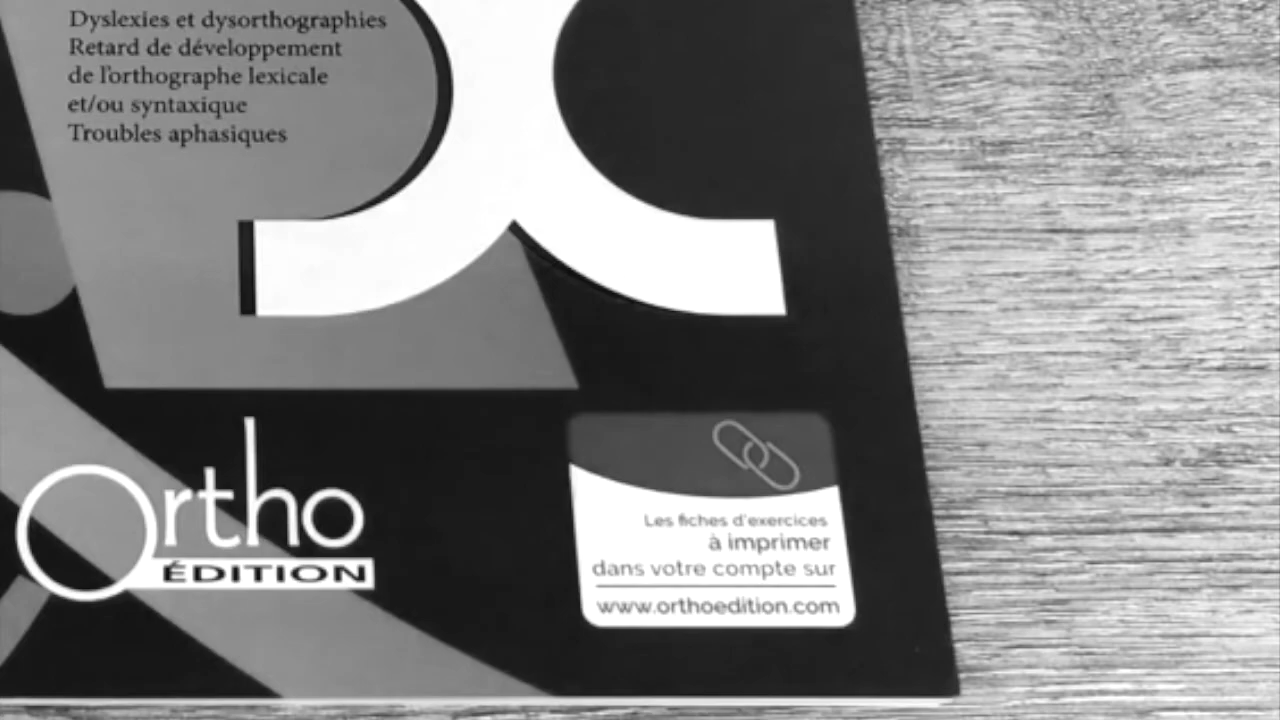 Dyslexies et dysorthographies
Retard de développement
de l'orthographe lexicale
et/ou syntaxique
Troubles aphasiques
Ortho
ÉDITION
Les fiches d'exercices
à imprimer
dans votre compte sur
www.orthoedition.com